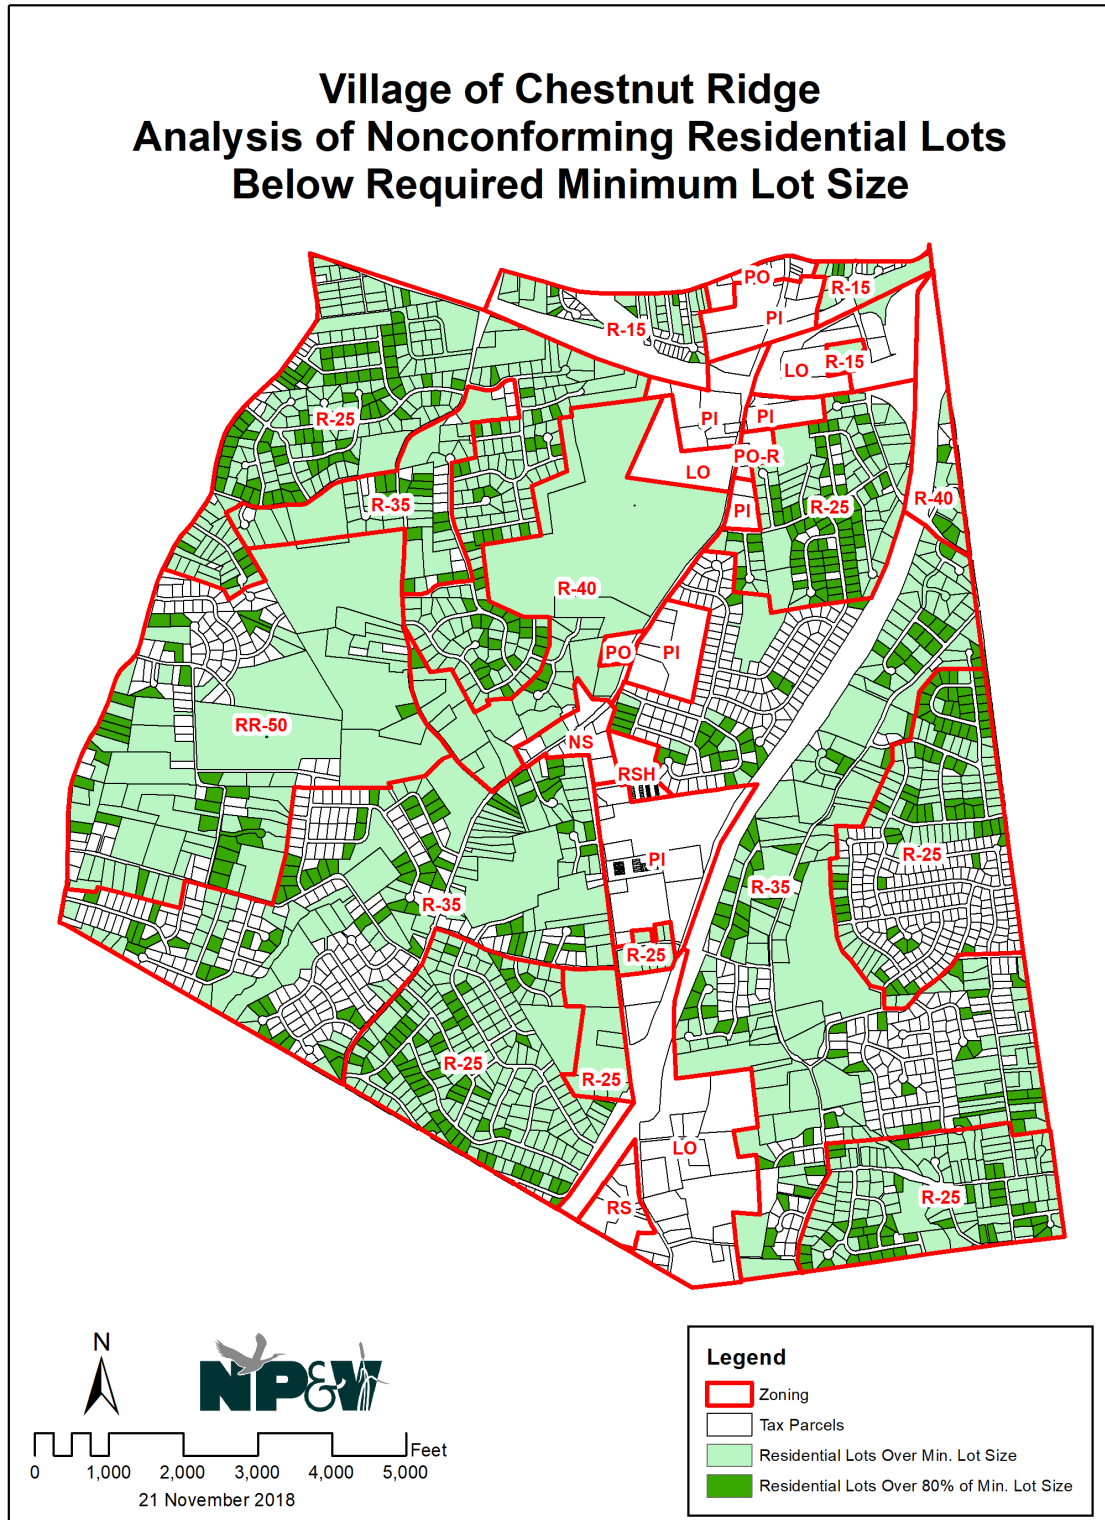 Village of Chestnut Ridge
Analysis of Nonconforming Residential Lots
Below Required Minimum Lot Size
PO
R-15
PI
R-15
LO
R-15
R-25
PI
PI
PO-R
LO
R-35
PI
R-25
R-40
R-40
PO
PI
RR-50
NS
RSH
PI
R-25
R-35
R-35
R-25
R-25
R-25
LO
R-25
RS
N
NP&W
Feet
0 1,000 2,000 3,000 4,000 5,000
21 November 2018
Legend
Zoning
Tax Parcels
Residential Lots Over Min. Lot Size
Residential Lots Over 80% of Min. Lot Size